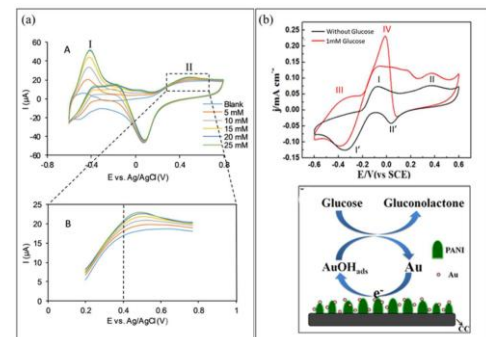 (a)
A
I
II
I (µA)
60
40
20
0
-20
-40
-60
-0.8
-0.4
0
0.4
0.8
E vs. Ag/AgCl(V)
Blank
5 mM
10 mM
15 mM
20 mM
25 mM
B
I (µA)
25
20
15
10
5
0
0
0.2
0.4
0.6
0.8
1
E vs. Ag/AgCl(V)
(b)
Without Glucose
1mM Glucose
IV
I
II
III
I'
II'
j/mA cm⁻
0.25
0.20
0.15
0.10
0.05
0.00
-0.05
-0.10
-0.15
-0.6
-0.4
-0.2
0.0
0.2
0.4
0.6
E/V(vs SCE)
Glucose
Gluconolactone
AuOHads
Au
PANI
Au
e⁻
CC